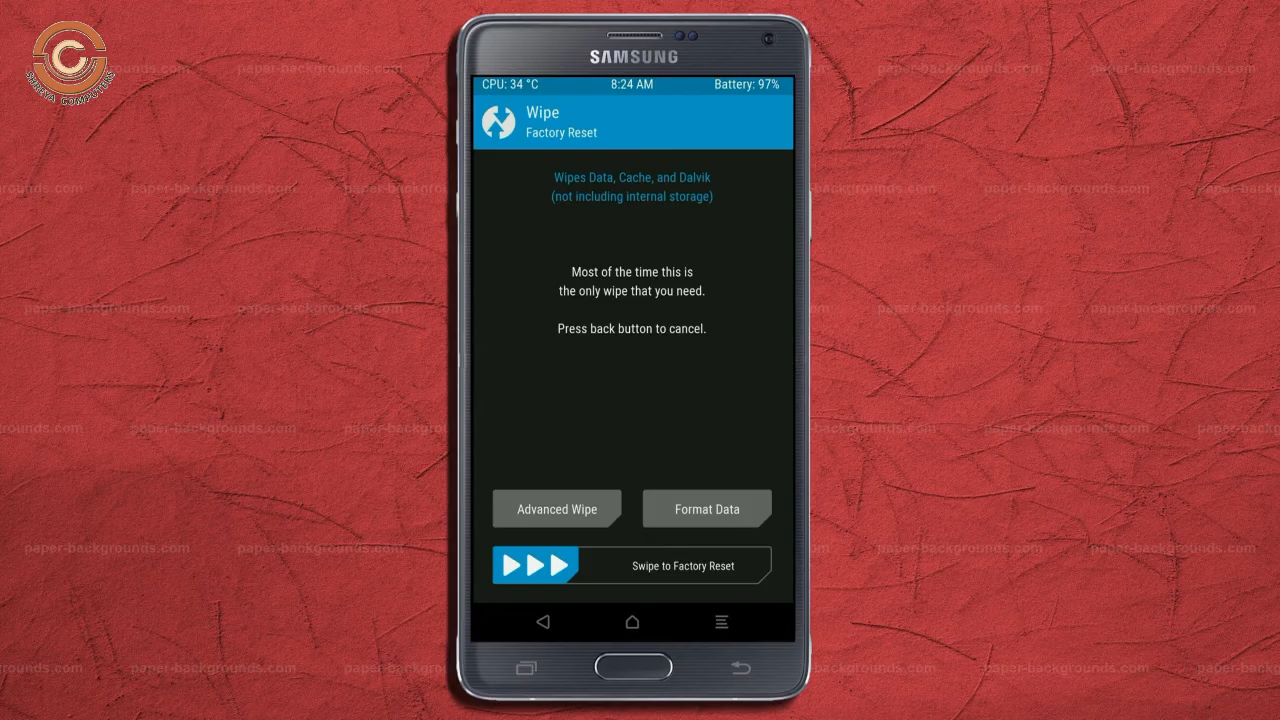 SHREYA COMPUTER
SAMSUNG
CPU: 34 °C 8:24 AM Battery: 97%
Wipe
Factory Reset
Wipes Data, Cache, and Dalvik
(not including internal storage)
Most of the time this is
the only wipe that you need.
Press back button to cancel.
Advanced Wipe Format Data
Swipe to Factory Reset
paper-backgrounds.com